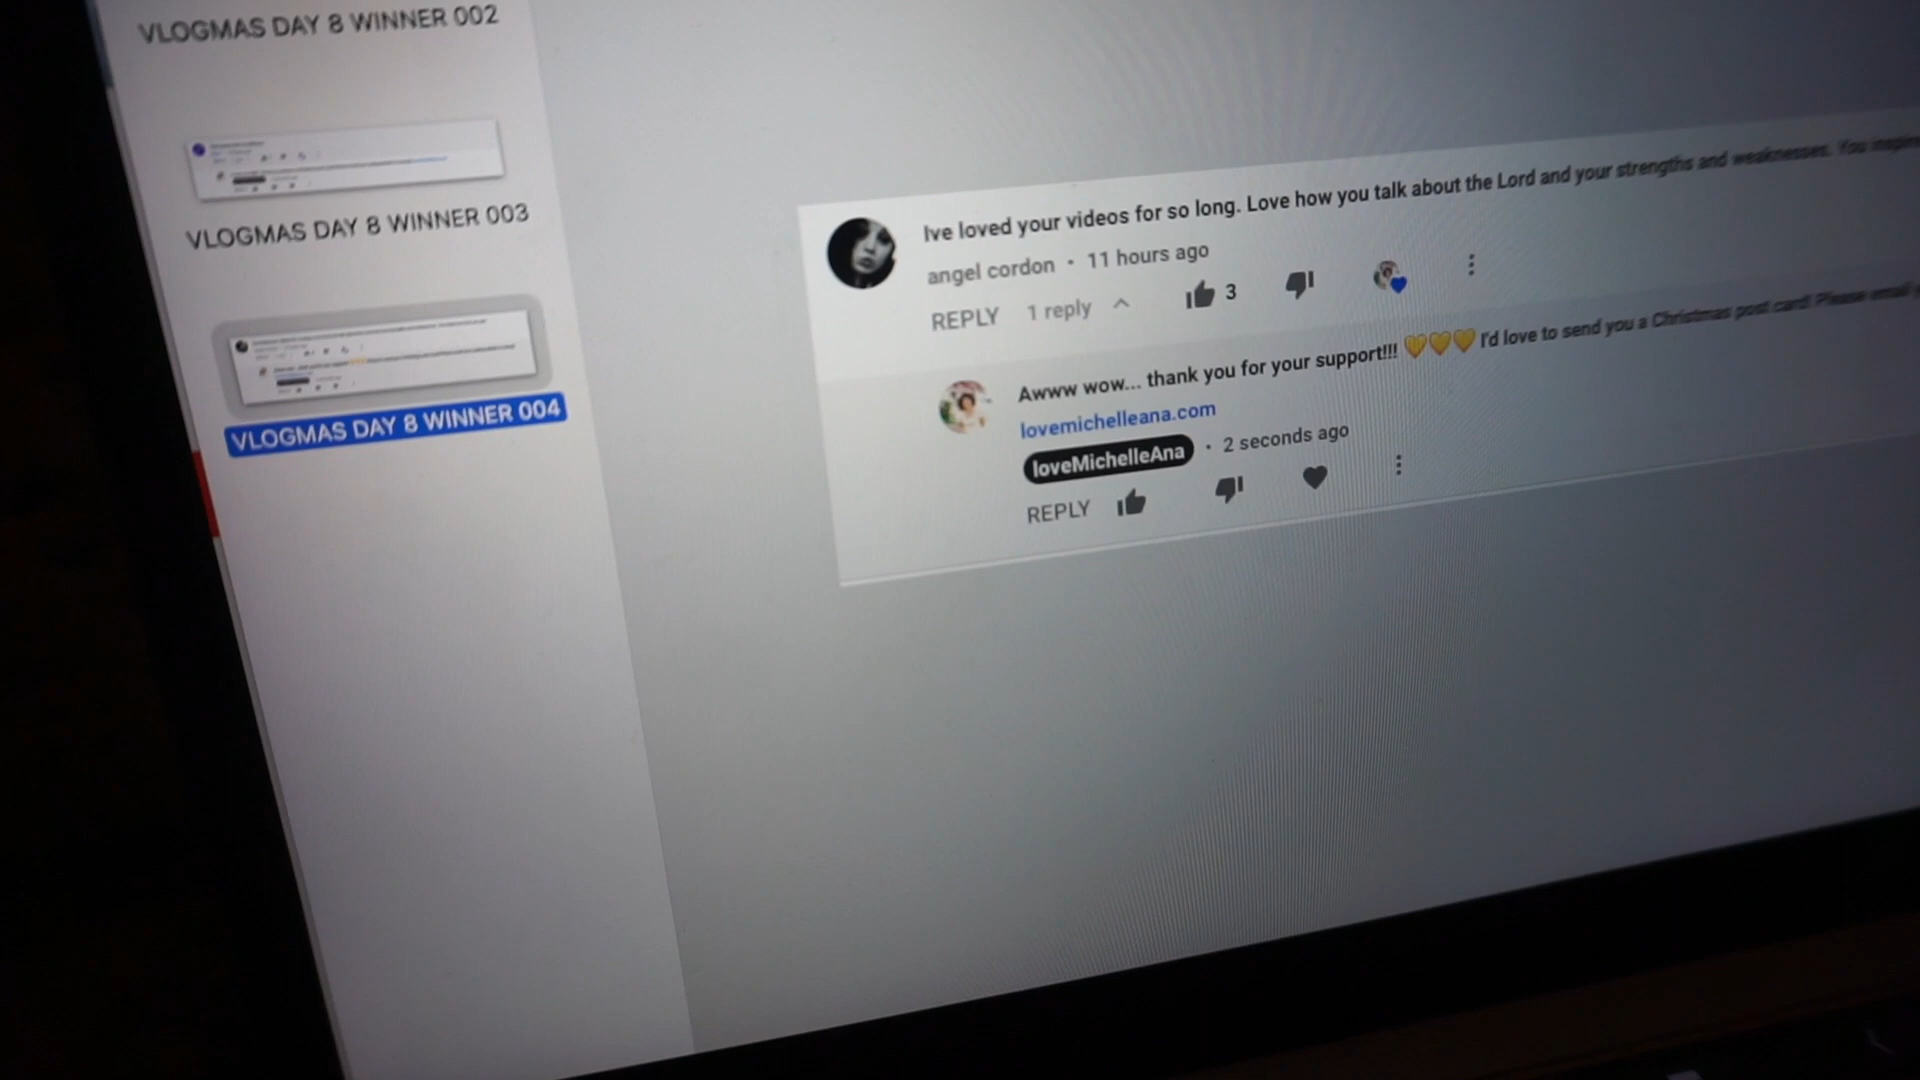 VLOGMAS DAY 8 WINNER 002
VLOGMAS DAY 8 WINNER 003
VLOGMAS DAY 8 WINNER 004
Ive loved your videos for so long. Love how you talk about the Lord and your strengths and weaknesses. You inspire
angel cordon · 11 hours ago
REPLY 1 reply 3
Awww wow... thank you for your support!!! 💛💛💛 I'd love to send you a Christmas post card! Please email
lovemichelleana.com
loveMichelleAna · 2 seconds ago
REPLY